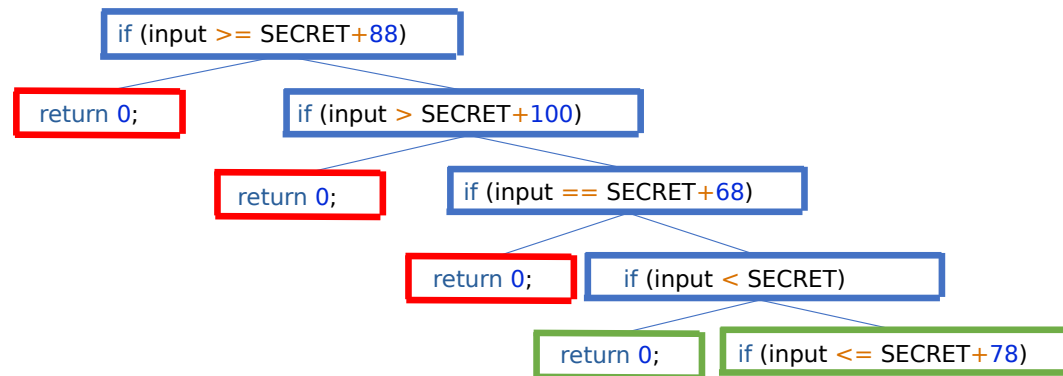 if (input >= SECRET+88)
return 0;
if (input > SECRET+100)
return 0;
if (input == SECRET+68)
return 0;
if (input < SECRET)
return 0;
if (input <= SECRET+78)